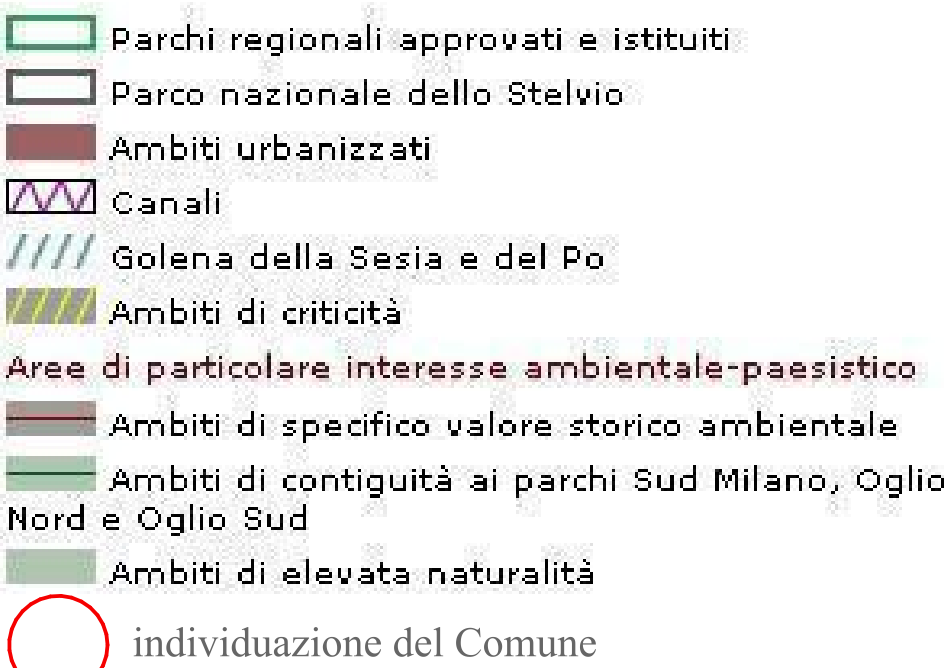 Parchi regionali approvati e istituiti
Parco nazionale dello Stelvio
Ambiti urbanizzati
Canali
Golena della Sesia e del Po
Ambiti di criticità
Aree di particolare interesse ambientale-paesistico
Ambiti di specifico valore storico ambientale
Ambiti di contiguità ai parchi Sud Milano, Oglio
Nord e Oglio Sud
Ambiti di elevata naturalità
individuazione del Comune